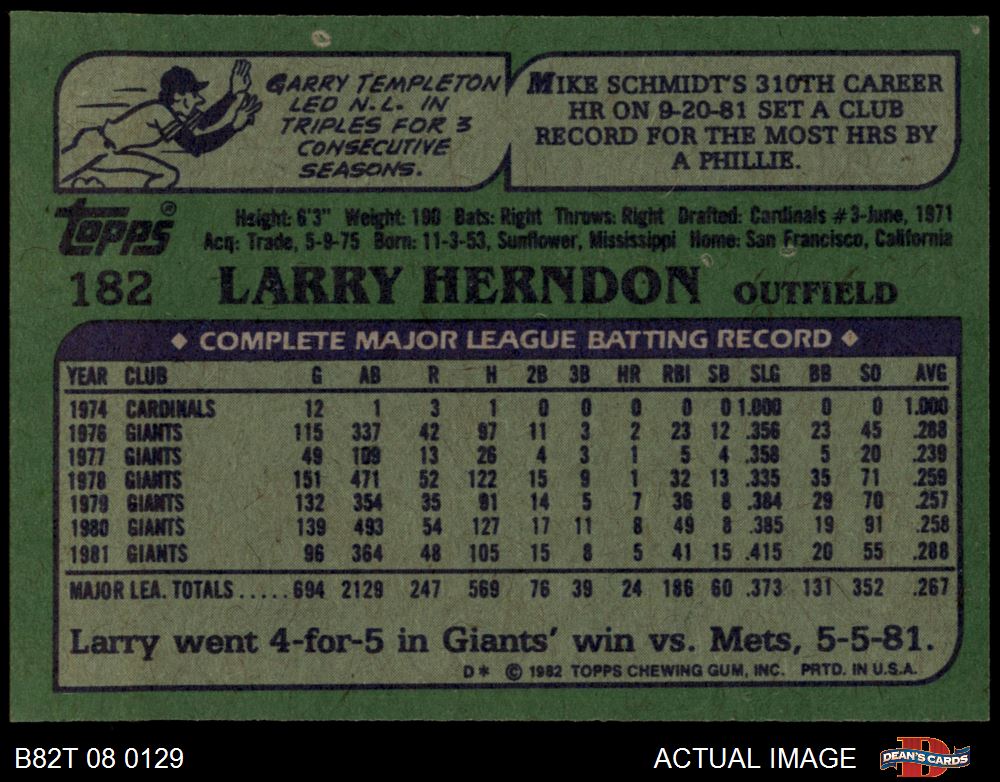 GARRY TEMPLETON
LED N.L. IN
TRIPLES FOR 3
CONSECUTIVE
SEASONS.
MIKE SCHMIDT'S 310TH CAREER
HR ON 9-20-81 SET A CLUB
RECORD FOR THE MOST HRS BY
A PHILLIE.
Topps®
Height: 6'3" Weight: 190 Bats: Right Throws: Right Drafted: Cardinals #3-June, 1971
Acq: Trade, 5-9-75 Born: 11-3-53, Sunflower, Mississippi Home: San Francisco, California
182 LARRY HERNDON OUTFIELD
COMPLETE MAJOR LEAGUE BATTING RECORD
YEAR CLUB G AB R H 2B 3B HR RBI SB SLG BB SO AVG
1974 CARDINALS 12 1 3 1 0 0 0 0 0 1.000 0 0 1.000
1976 GIANTS 115 337 42 97 11 3 2 23 12 .356 23 45 .288
1977 GIANTS 49 109 13 26 4 3 1 5 4 .358 5 20 .239
1978 GIANTS 151 471 52 122 15 9 1 32 13 .335 35 71 .259
1979 GIANTS 132 354 35 91 14 5 7 36 8 .384 29 70 .257
1980 GIANTS 139 493 54 127 17 11 8 49 8 .385 19 91 .258
1981 GIANTS 96 364 48 105 15 8 5 41 15 .415 20 55 .288
MAJOR LEA. TOTALS.....694 2129 247 569 76 39 24 186 60 .373 131 352 .267
Larry went 4-for-5 in Giants' win vs. Mets, 5-5-81.
D* © 1982 TOPPS CHEWING GUM, INC. PRTD. IN U.S.A.
B82T 08 0129
ACTUAL IMAGE
DEAN'S CARDS